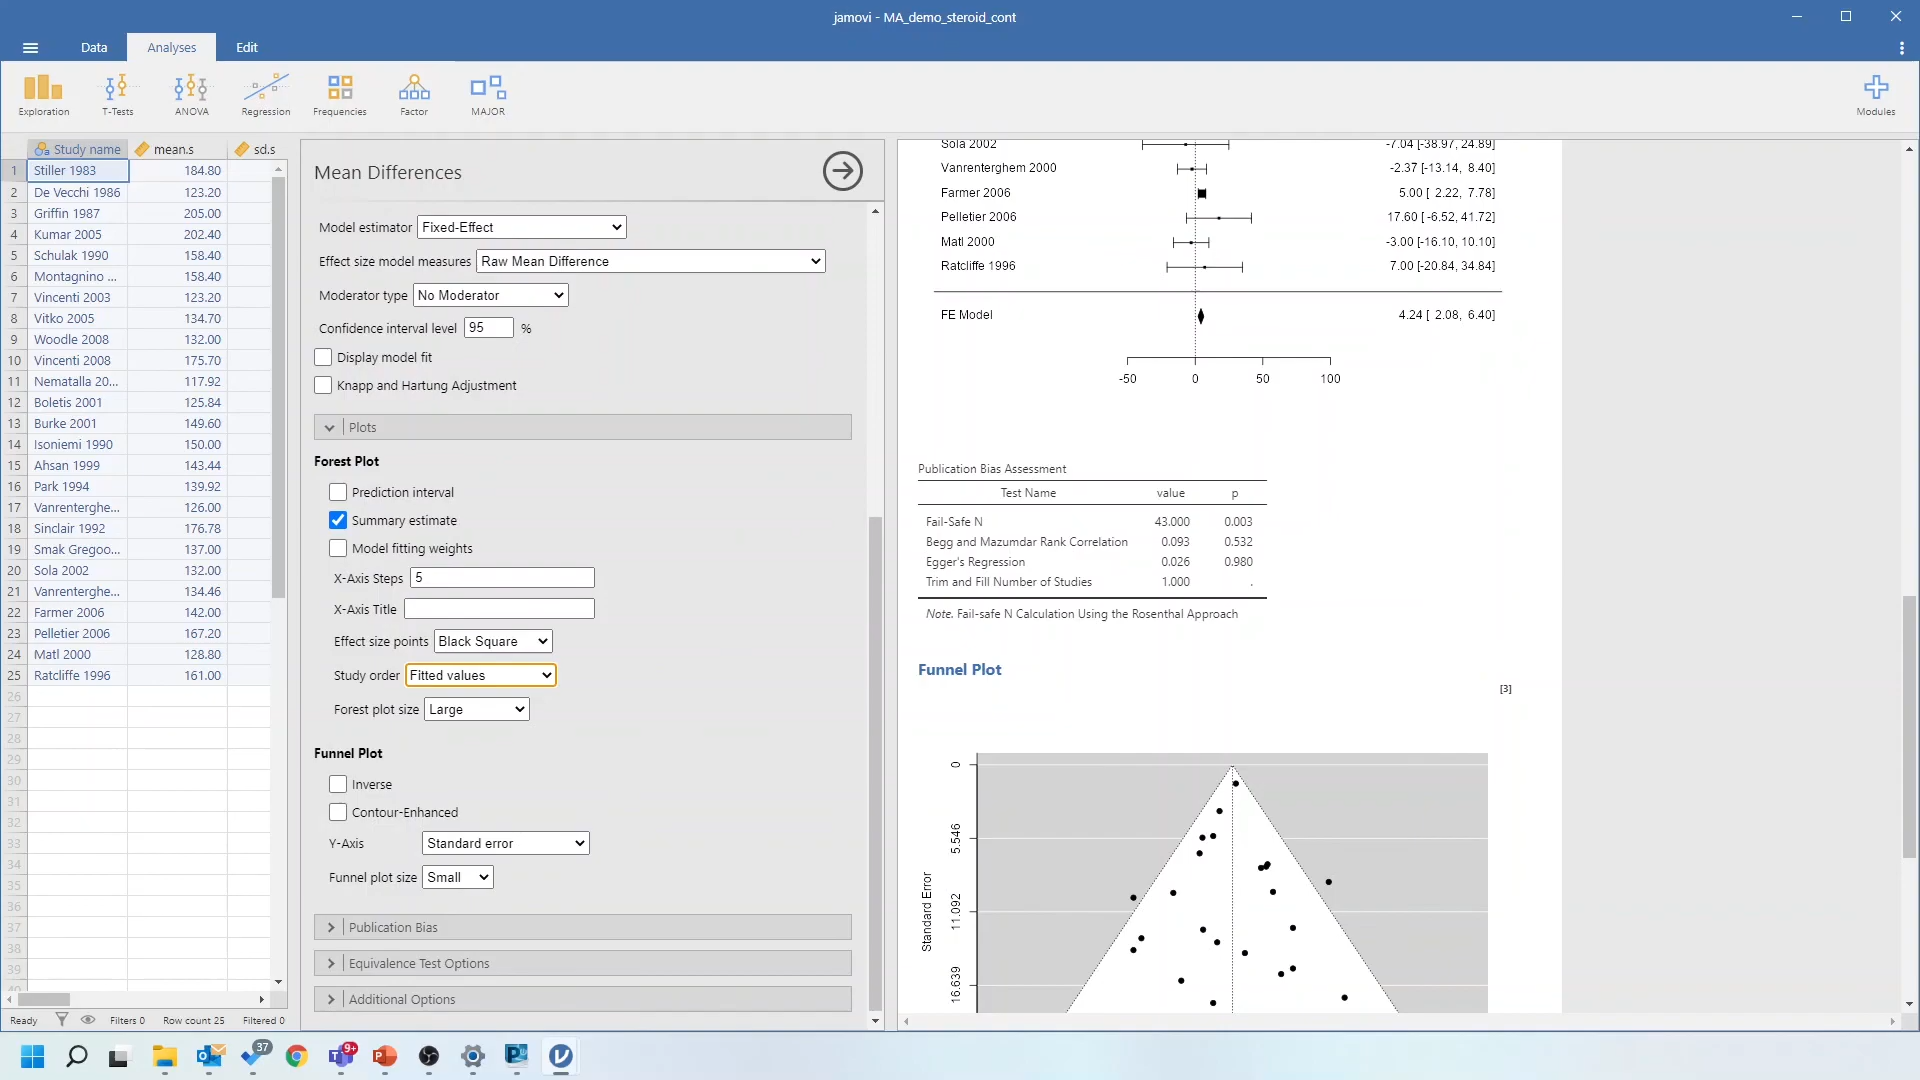 jamovi - MA_demo_steroid_cont
Data
Analyses
Edit
Exploration
T-Tests
ANOVA
Regression
Frequencies
Factor
MAJOR
Modules
Study name mean.s sd.s
1 Stiller 1983 184.80
2 De Vecchi 1986 123.20
3 Griffin 1987 205.00
4 Kumar 2005 202.40
5 Schulak 1990 158.40
6 Montagnino ... 158.40
7 Vincenti 2003 123.20
8 Vitko 2005 134.70
9 Woodle 2008 132.00
10 Vincenti 2008 175.70
11 Nematalla 20... 117.92
12 Boletis 2001 125.84
13 Burke 2001 149.60
14 Isoniemi 1990 150.00
15 Ahsan 1999 143.44
16 Park 1994 139.92
17 Vanrenterghe... 126.00
18 Sinclair 1992 176.78
19 Smak Gregoo... 137.00
20 Sola 2002 132.00
21 Vanrenterghe... 134.46
22 Farmer 2006 142.00
23 Pelletier 2006 167.20
24 Matl 2000 128.80
25 Ratcliffe 1996 161.00
26
27
28
29
30
31
32
33
34
35
36
37
38
39
Ready Filters 0 Row count 25 Filtered 0
Mean Differences
Model estimator Fixed-Effect
Effect size model measures Raw Mean Difference
Moderator type No Moderator
Confidence interval level 95 %
Display model fit
Knapp and Hartung Adjustment
Plots
Forest Plot
Prediction interval
Summary estimate
Model fitting weights
X-Axis Steps 5
X-Axis Title
Effect size points Black Square
Study order Fitted values
Forest plot size Large
Funnel Plot
Inverse
Contour-Enhanced
Y-Axis Standard error
Funnel plot size Small
Publication Bias
Equivalence Test Options
Additional Options
Sola 2002 -7.04 [-38.97, 24.89]
Vanrenterghem 2000 -2.37 [-13.14, 8.40]
Farmer 2006 5.00 [ 2.22, 7.78]
Pelletier 2006 17.60 [ -6.52, 41.72]
Matl 2000 -3.00 [-16.10, 10.10]
Ratcliffe 1996 7.00 [-20.84, 34.84]
FE Model 4.24 [ 2.08, 6.40]
-50 0 50 100
Publication Bias Assessment
Test Name value p
Fail-Safe N 43.000 0.003
Begg and Mazumdar Rank Correlation 0.093 0.532
Egger's Regression 0.026 0.980
Trim and Fill Number of Studies 1.000 .
Note. Fail-safe N Calculation Using the Rosenthal Approach
Funnel Plot
[3]
Standard Error
0
5.546
11.092
16.639
37
9+